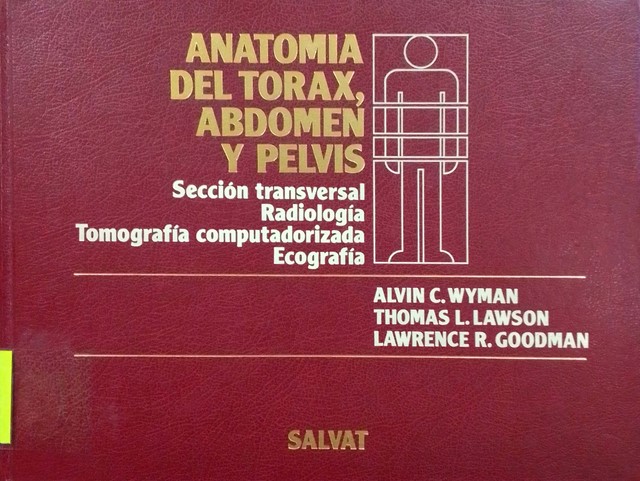 ANATOMIA
DEL TORAX,
ABDOMEN
Y PELVIS
Sección transversal
Radiología
Tomografía computadorizada
Ecografía
ALVIN C. WYMAN
THOMAS L. LAWSON
LAWRENCE R. GOODMAN
SALVAT